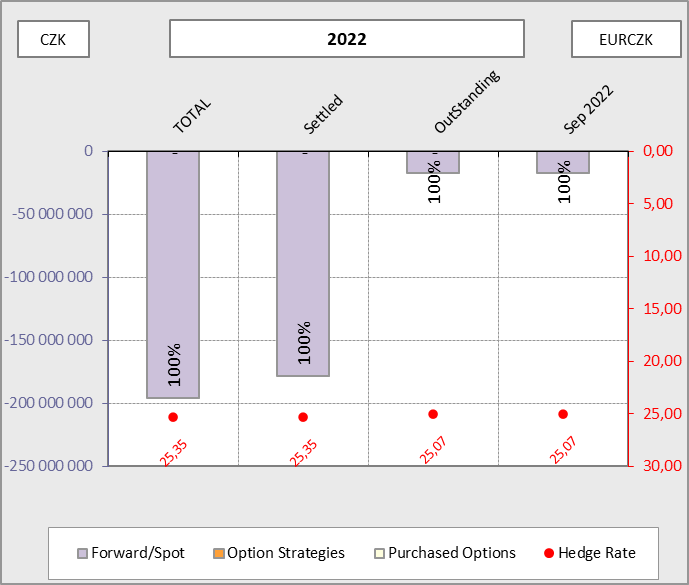 CZK 2022 EURCZK
TOTAL Settled OutStanding Sep 2022
0 0,00
-50 000 000 5,00
-100 000 000 10,00
-150 000 000 15,00
-200 000 000 20,00
-250 000 000 25,00
30,00
100% 100% 100% 100%
25,35 25,35 25,07 25,07
Forward/Spot Option Strategies Purchased Options Hedge Rate